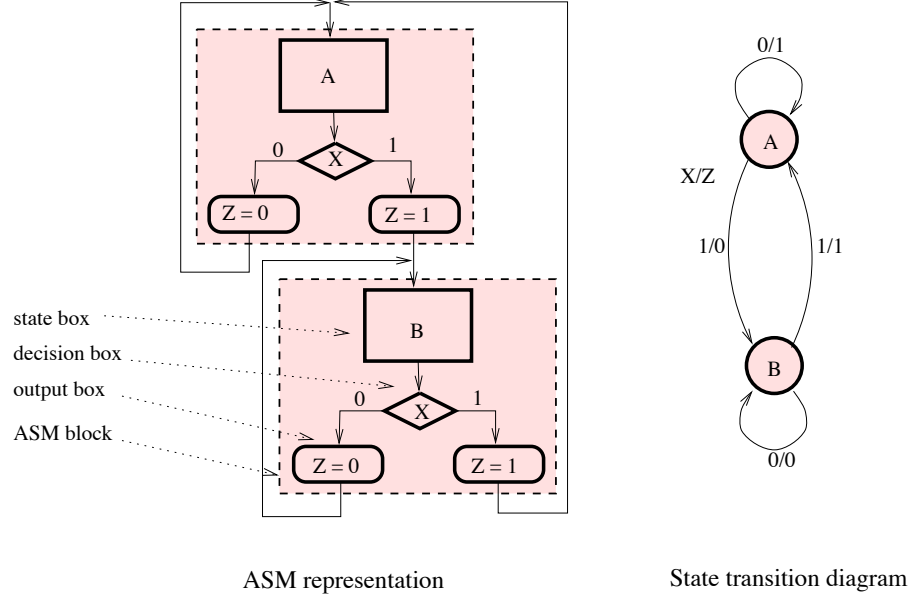 A
0
X
1
Z = 0
Z = 1
B
0
X
1
Z = 0
Z = 1
state box
decision box
output box
ASM block
ASM representation
0/1
A
X/Z
1/0
1/1
B
0/0
State transition diagram